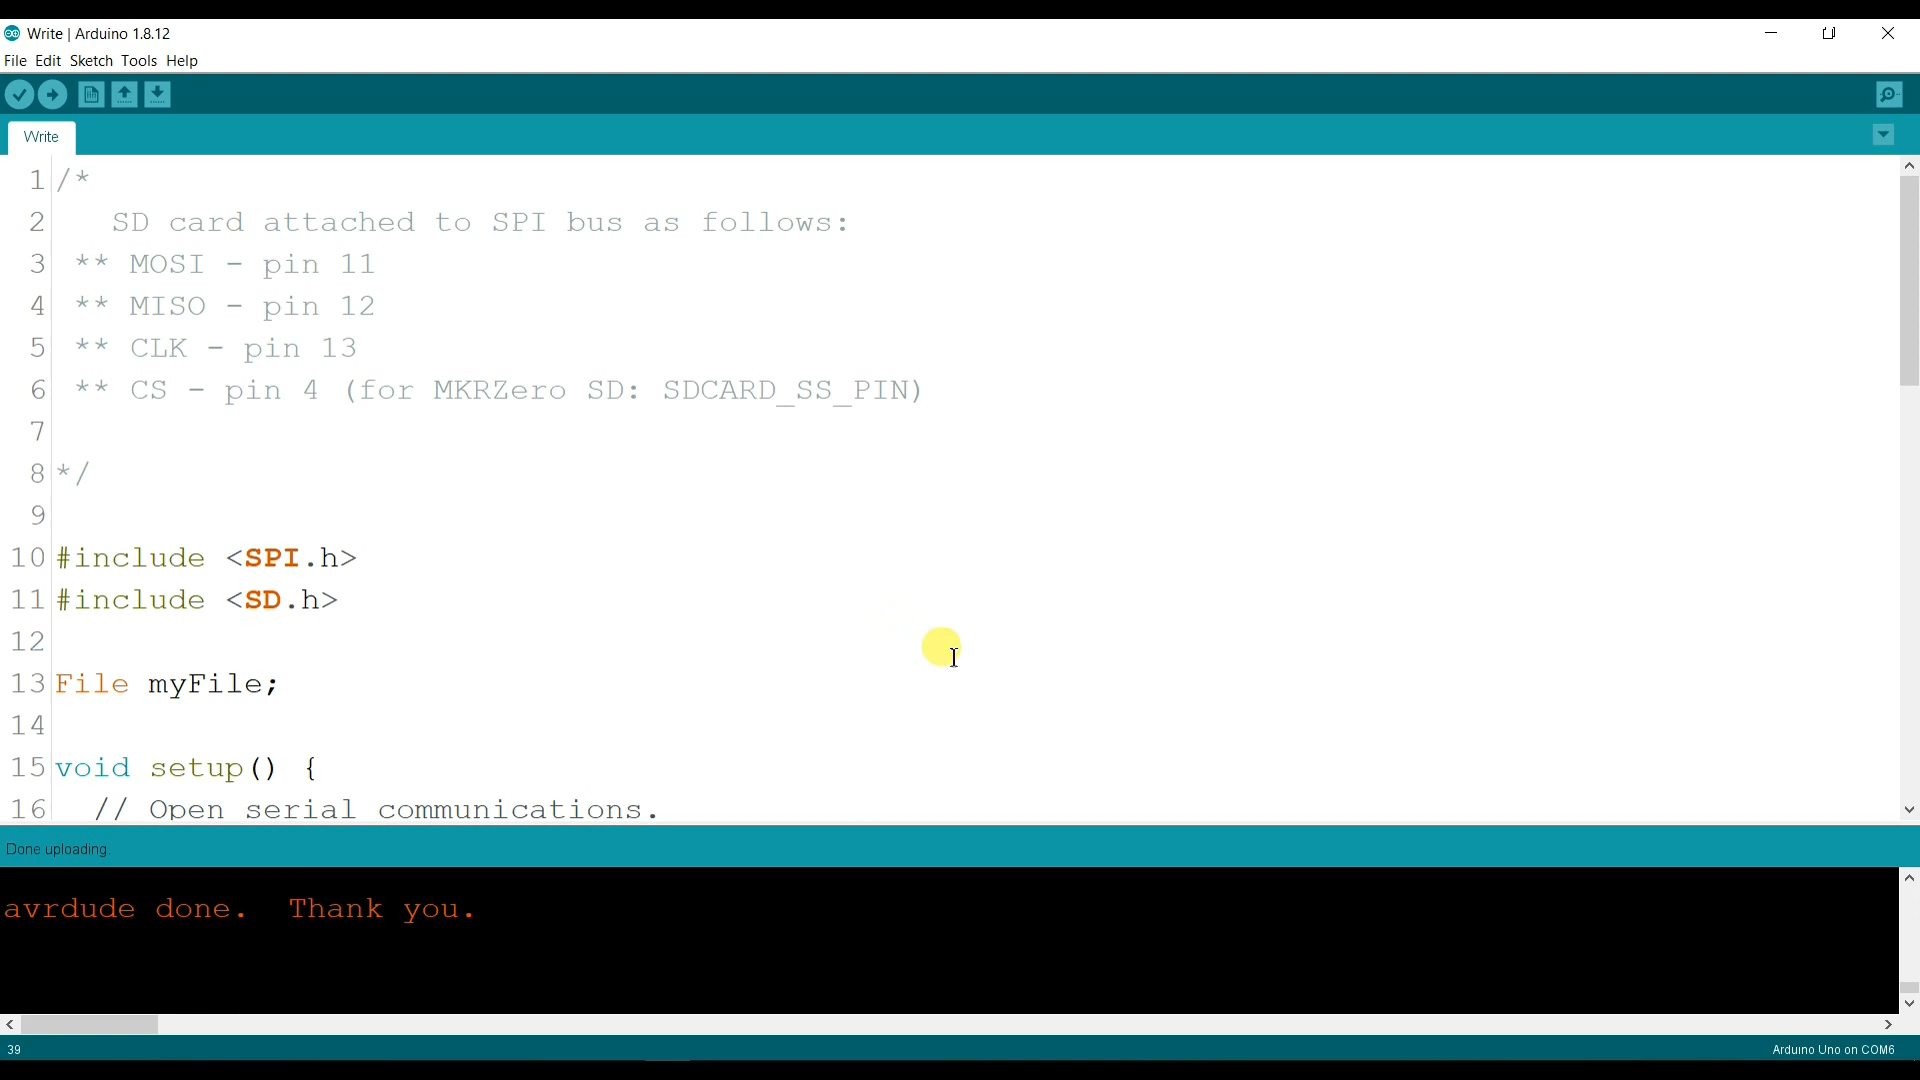 Write | Arduino 1.8.12
File Edit Sketch Tools Help
Write
1 /*
2 SD card attached to SPI bus as follows:
3 ** MOSI - pin 11
4 ** MISO - pin 12
5 ** CLK - pin 13
6 ** CS - pin 4 (for MKRZero SD: SDCARD_SS_PIN)
7
8 */
9
10 #include <SPI.h>
11 #include <SD.h>
12
13 File myFile;
14
15 void setup() {
16 // Open serial communications.
Done uploading.
avrdude done.  Thank you.
39
Arduino Uno on COM6